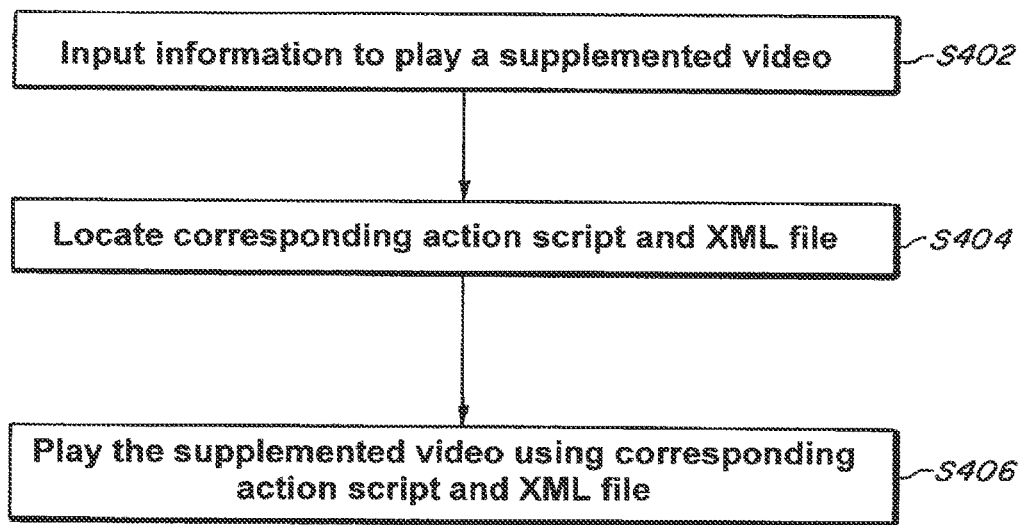 Input information to play a supplemented video
S402
Locate corresponding action script and XML file
S404
Play the supplemented video using corresponding
action script and XML file
S406